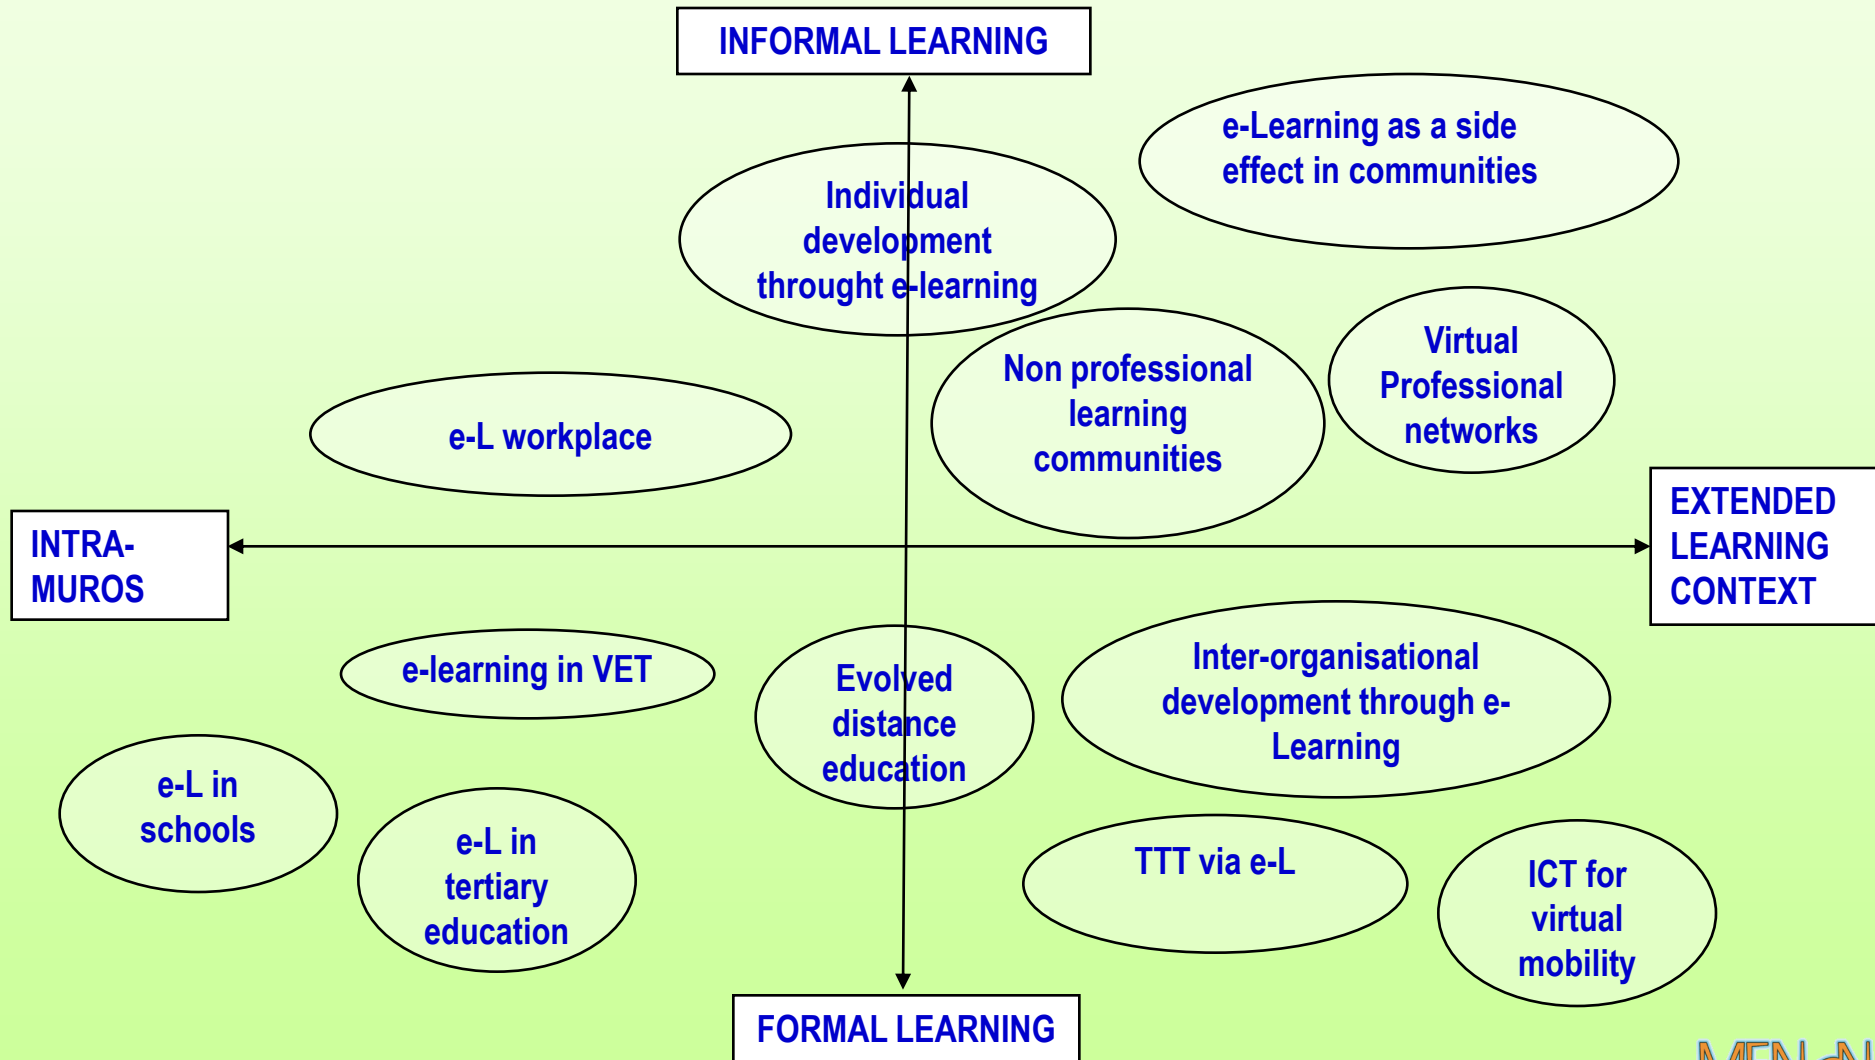 INFORMAL LEARNING
e-Learning as a side
effect in communities
Individual
development
throught e-learning
Virtual
Professional
networks
Non professional
learning
communities
e-L workplace
EXTENDED
LEARNING
CONTEXT
INTRA-
MUROS
Inter-organisational
development through e-
Learning
e-learning in VET
Evolved
distance
education
e-L in
schools
e-L in
tertiary
education
TTT via e-L
ICT for
virtual
mobility
FORMAL LEARNING